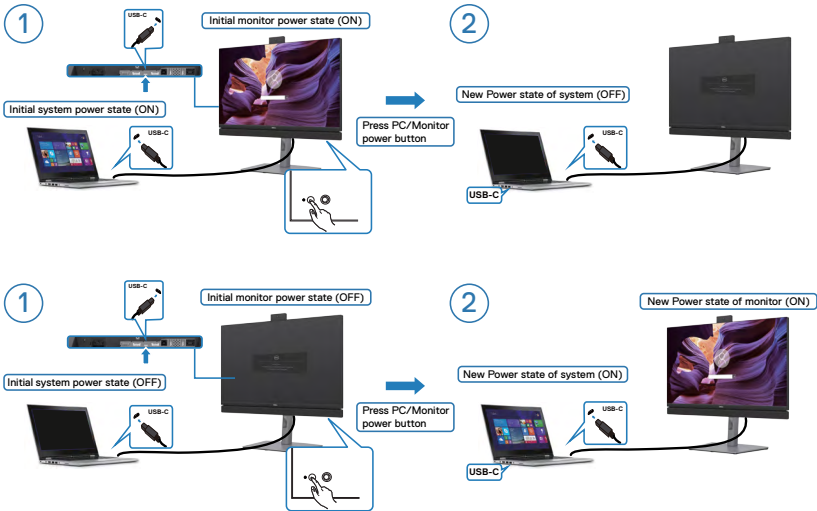 1
USB-C
Initial monitor power state (ON)
Initial system power state (ON)
USB-C
Press PC/Monitor
power button
2
New Power state of system (OFF)
USB-C
USB-C
1
USB-C
Initial monitor power state (OFF)
Initial system power state (OFF)
USB-C
Press PC/Monitor
power button
2
New Power state of monitor (ON)
New Power state of system (ON)
USB-C
USB-C